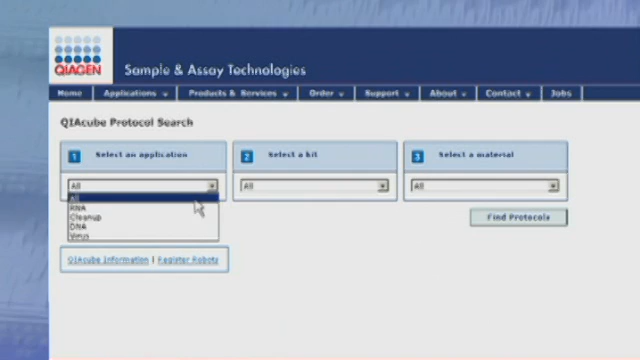 QIAGEN
Sample & Assay Technologies
Home Applications Products & Services Order Support About Contact Jobs
QIAcube Protocol Search
1 Select an application 2 Select a kit 3 Select a material
All All All
All
RNA
Cleanup
DNA
Virus
Find Protocols
QIAcube Information | Register Robots